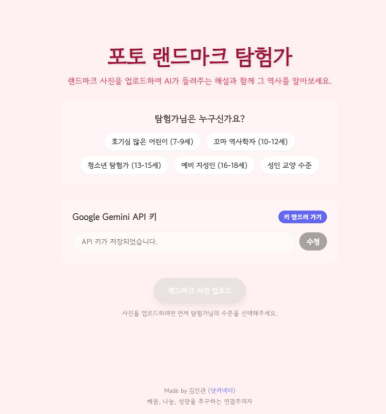 포토 랜드마크 탐험가
랜드마크 사진을 업로드하여 AI가 들려주는 해설과 함께 그 역사를 알아보세요.
탐험가님은 누구신가요?
호기심 많은 어린이 (7-9세) 꼬마 역사학자 (10-12세)
청소년 탐험가 (13-15세) 예비 지성인 (16-18세) 성인 교양 수준
Google Gemini API 키 키 받으러 가기
API 키가 저장되었습니다. 수정
랜드마크 사진 업로드
사진을 업로드하려면 먼저 탐험가님의 수준을 선택해주세요.
Made by 김진관 (닷커넥터)
배움, 나눔, 성장을 추구하는 연결주의자